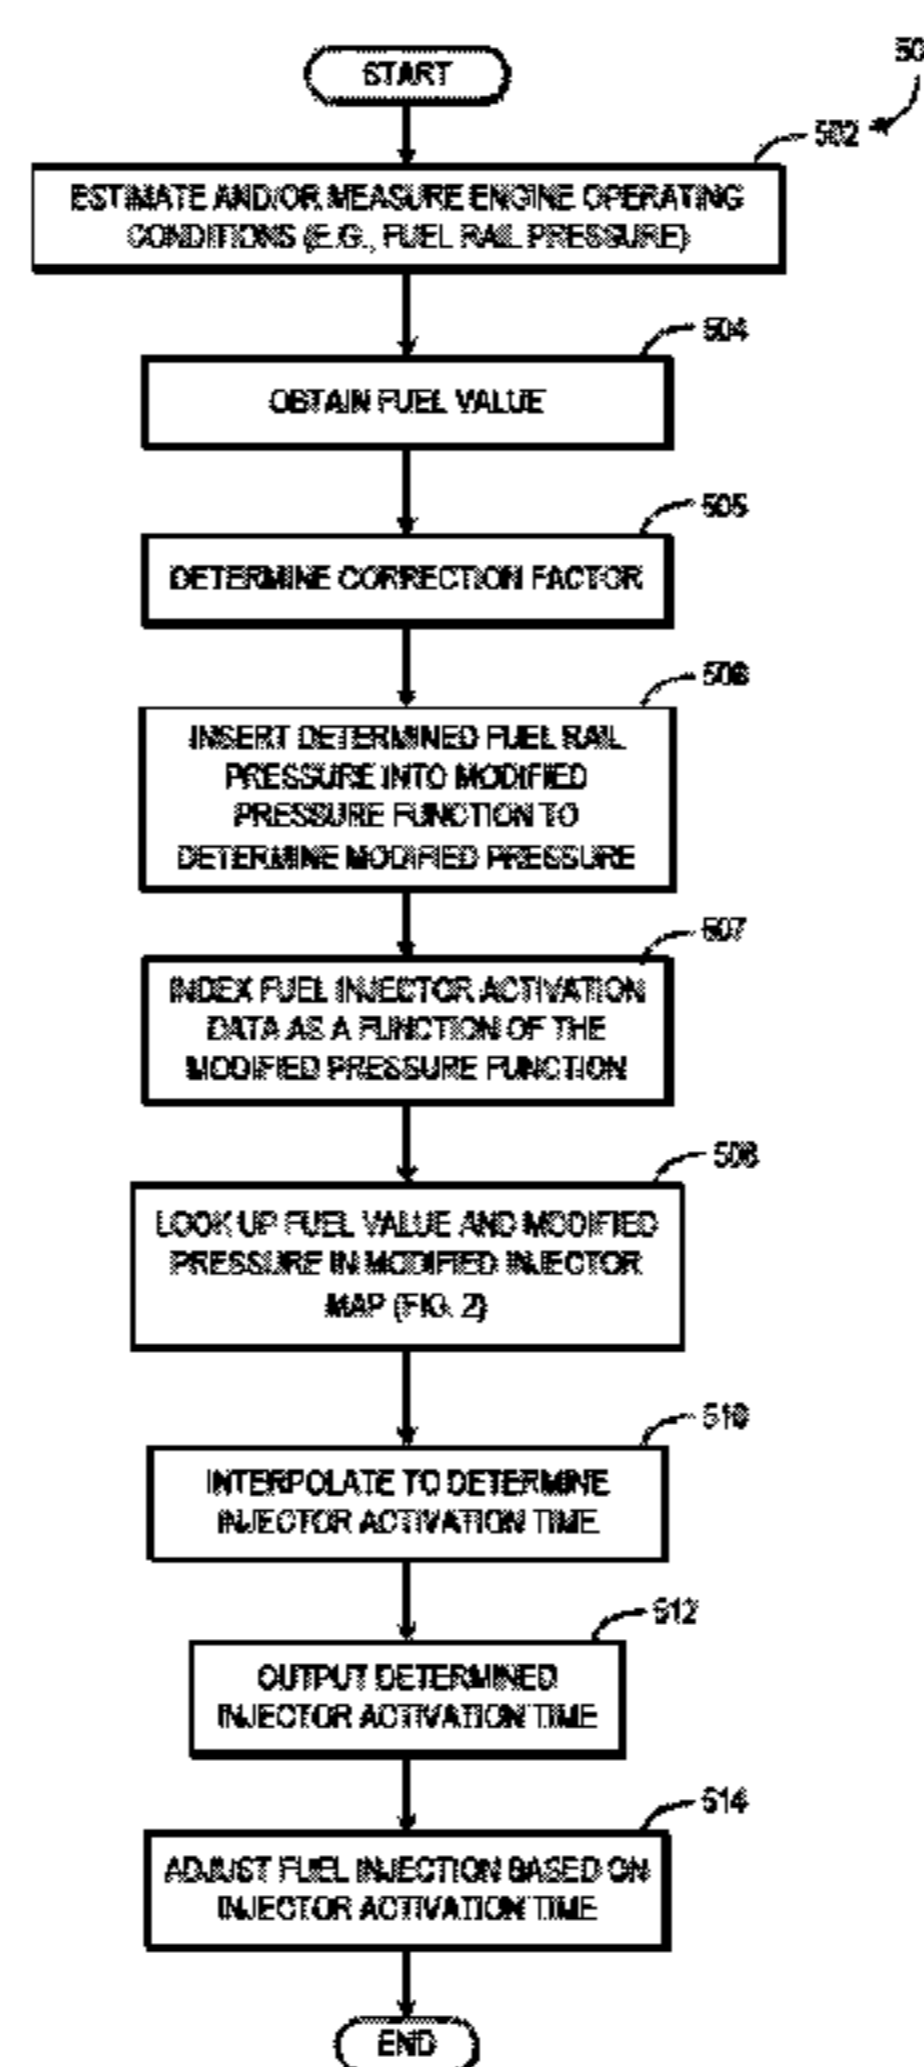 START
502
ESTIMATE AND/OR MEASURE ENGINE OPERATING
CONDITIONS (E.G., FUEL RAIL PRESSURE)
504
OBTAIN FUEL VALUE
505
DETERMINE CORRECTION FACTOR
506
INSERT DETERMINED FUEL RAIL
PRESSURE INTO MODIFIED
PRESSURE FUNCTION TO
DETERMINE MODIFIED PRESSURE
507
INDEX FUEL INJECTOR ACTIVATION
DATA AS A FUNCTION OF THE
MODIFIED PRESSURE FUNCTION
508
LOOK UP FUEL VALUE AND MODIFIED
PRESSURE IN MODIFIED INJECTOR
MAP (FIG. 2)
510
INTERPOLATE TO DETERMINE
INJECTOR ACTIVATION TIME
512
OUTPUT DETERMINED
INJECTOR ACTIVATION TIME
514
ADJUST FUEL INJECTION BASED ON
INJECTOR ACTIVATION TIME
END